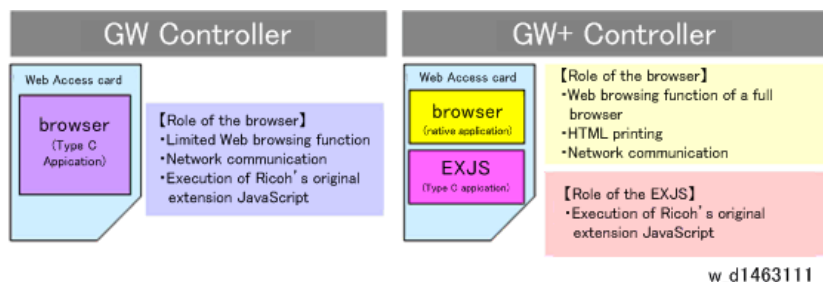 GW Controller
Web Access card
browser
(Type C
Appication)
【Role of the browser】
・Limited Web browsing function
・Network communication
・Execution of Ricoh's original
extension JavaScript
GW+ Controller
Web Access card
browser
(native application)
EXJS
(Type C appication)
【Role of the browser】
・Web browsing function of a full
browser
・HTML printing
・Network communication
【Role of the EXJS】
・Execution of Ricoh's original
extension JavaScript
w_d1463111